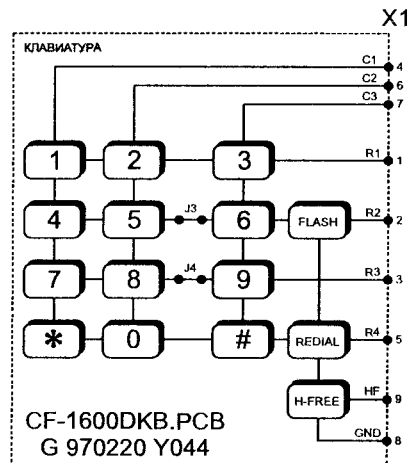 X1
КЛАВИАТУРА
C1 4
C2 6
C3 7
1 2 3 R1 1
4 5 J3 6 FLASH R2 2
7 8 J4 9 R3 3
* 0 # REDIAL R4 5
H-FREE HF 9
GND 8
CF-1600DKB.PCB
G 970220 Y044